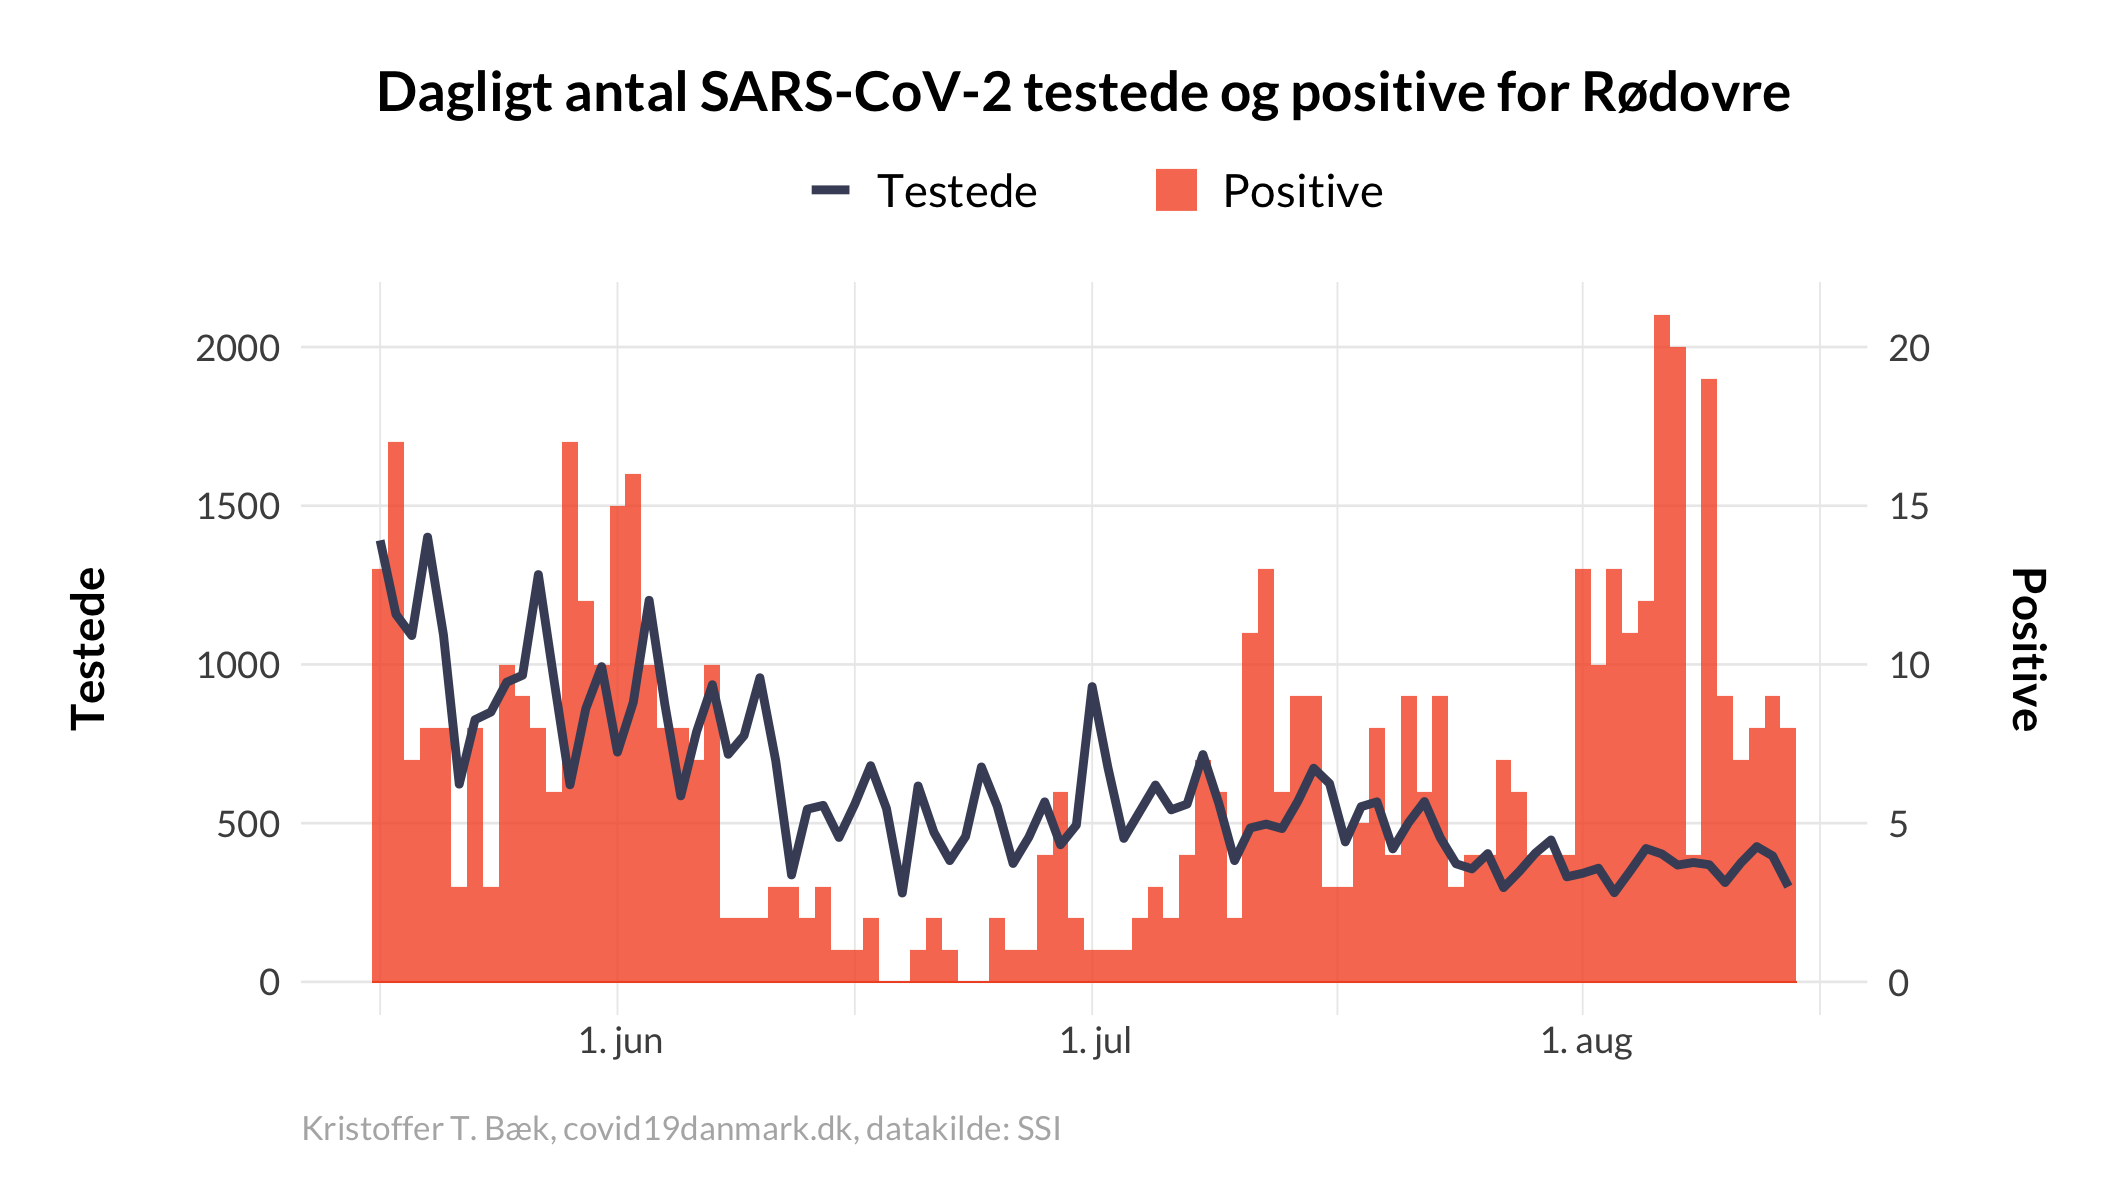 Dagligt antal SARS-CoV-2 testede og positive for Rødovre
Testede
Positive
2000
1500
1000
500
0
20
15
10
5
0
Testede
Positive
1. jun
1. jul
1. aug
Kristoffer T. Bæk, covid19danmark.dk, datakilde: SSI